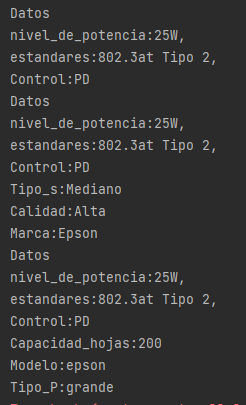 Datos
nivel_de_potencia:25W,
estandares:802.3at Tipo 2,
Control:PD
Datos
nivel_de_potencia:25W,
estandares:802.3at Tipo 2,
Control:PD
Tipo_s:Mediano
Calidad:Alta
Marca:Epson
Datos
nivel_de_potencia:25W,
estandares:802.3at Tipo 2,
Control:PD
Capacidad_hojas:200
Modelo:epson
Tipo_P:grande